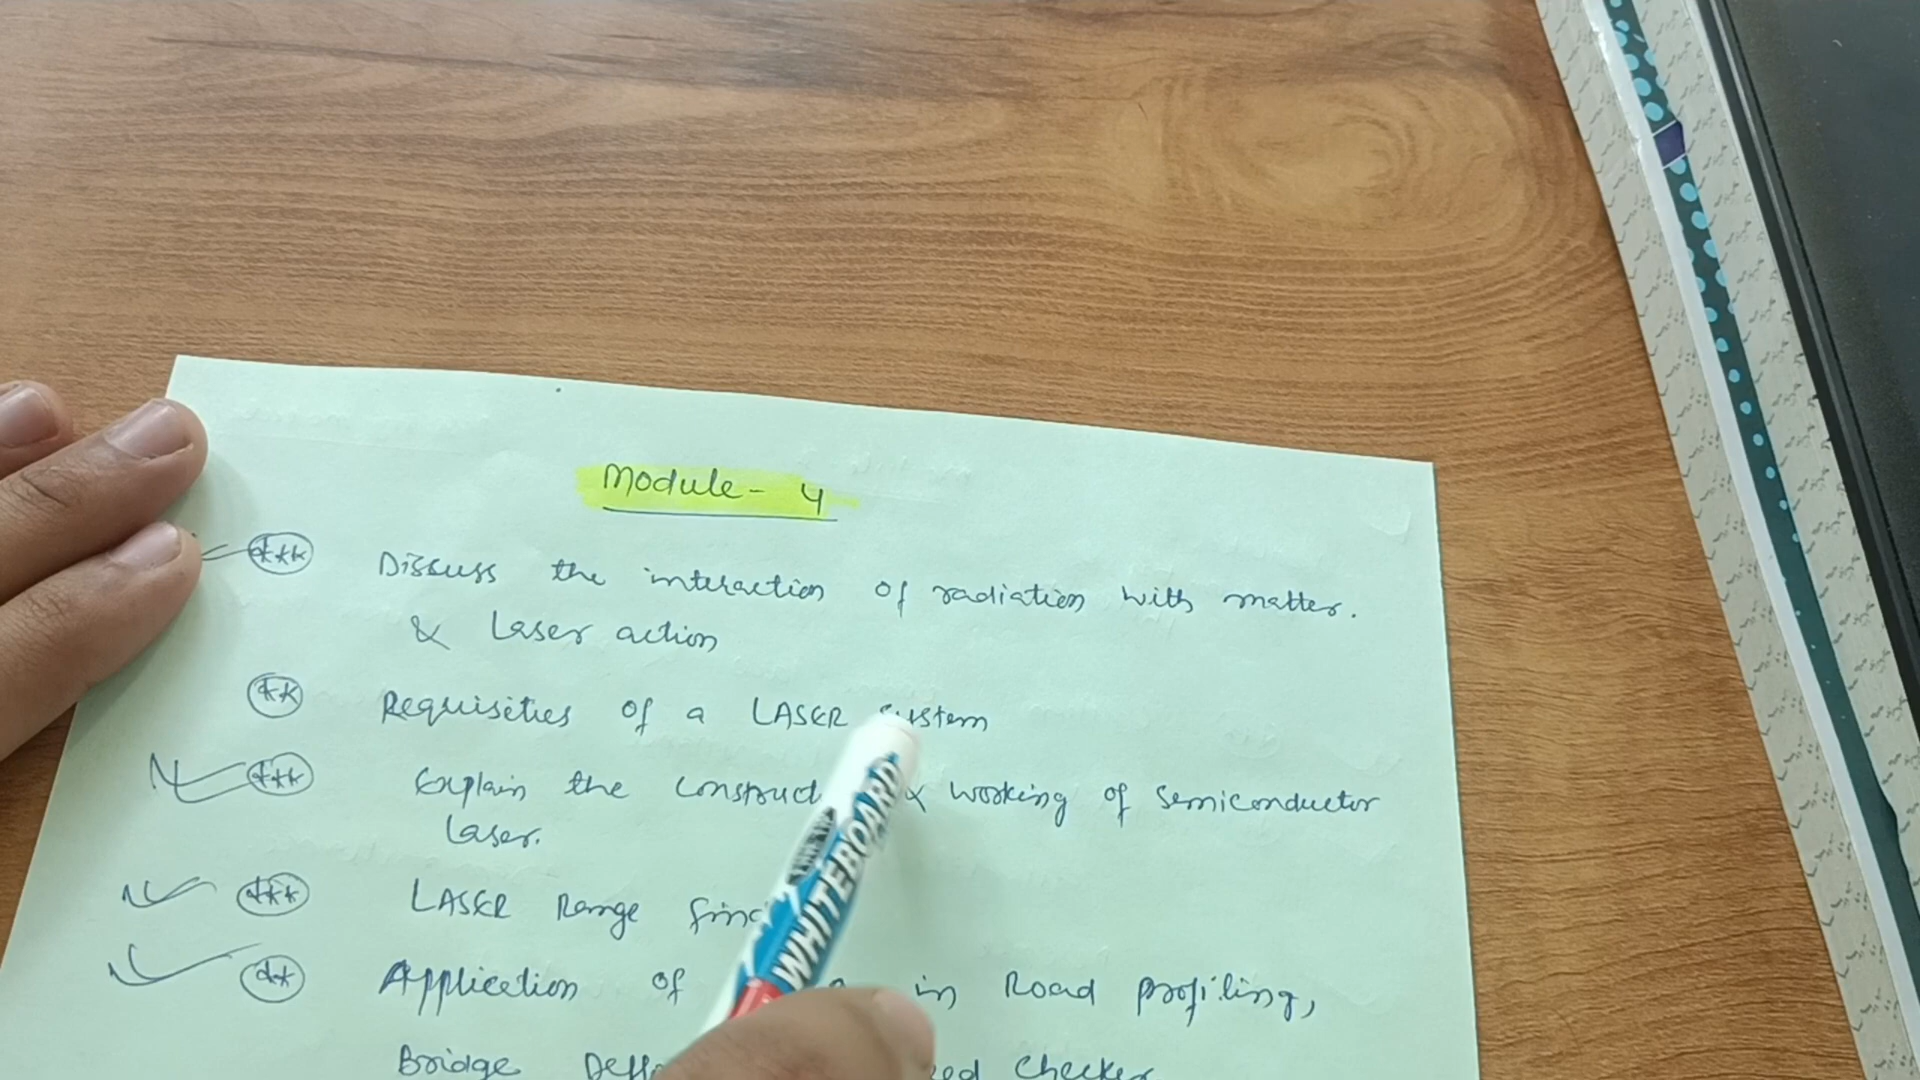 Module - 4
*** Discuss the interaction of radiation with matter.
& Laser action
** Requisities of a LASER system
*** Explain the construct & working of semiconductor
Laser.
*** LASER Range find
** Application of in Road profiling,
Bridge Checker
WHITEBOARD